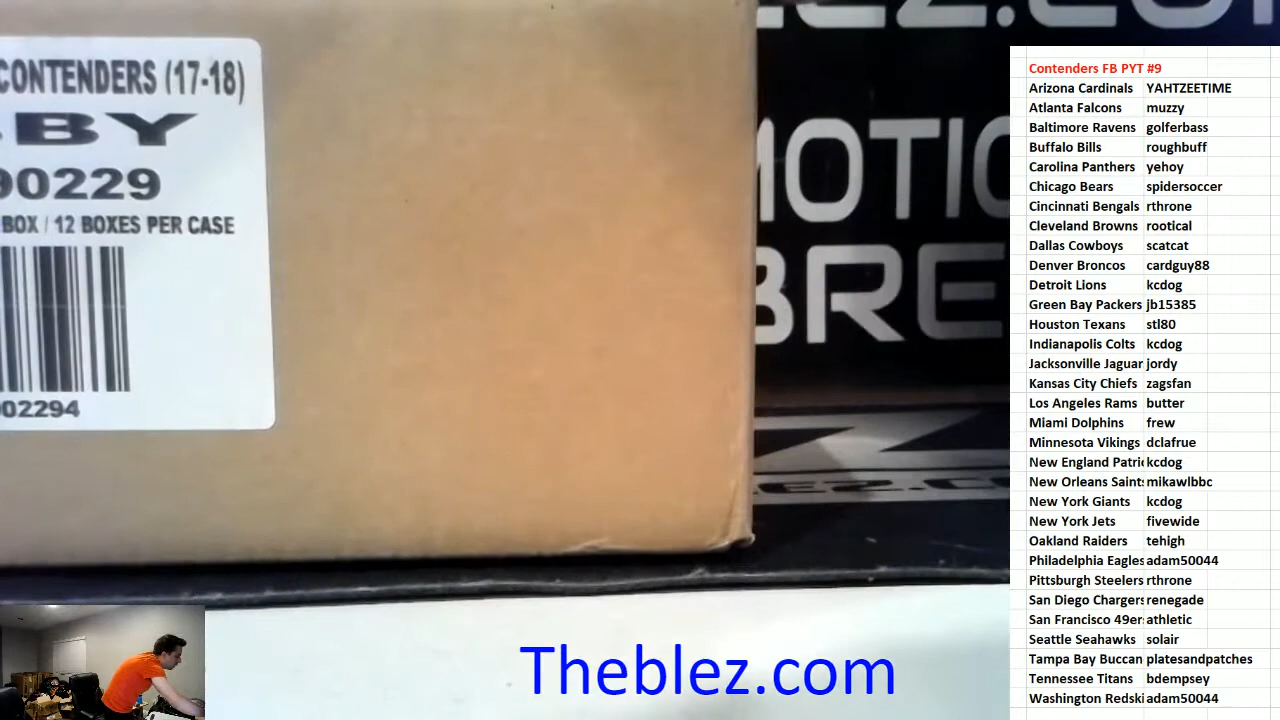 CONTENDERS (17-18)
BY
90229
BOX / 12 BOXES PER CASE
02294
MOTIO
BRE
Theblez.com
Contenders FB PYT #9
Arizona Cardinals YAHTZEETIME
Atlanta Falcons muzzy
Baltimore Ravens golferbass
Buffalo Bills roughbuff
Carolina Panthers yehoy
Chicago Bears spidersoccer
Cincinnati Bengals rthrone
Cleveland Browns rootical
Dallas Cowboys scatcat
Denver Broncos cardguy88
Detroit Lions kcdog
Green Bay Packers jb15385
Houston Texans stl80
Indianapolis Colts kcdog
Jacksonville Jaguar jordy
Kansas City Chiefs zagsfan
Los Angeles Rams butter
Miami Dolphins frew
Minnesota Vikings dclafrue
New England Patri kcdog
New Orleans Saints mikawlbbc
New York Giants kcdog
New York Jets fivewide
Oakland Raiders tehigh
Philadelphia Eagles adam50044
Pittsburgh Steelers rthrone
San Diego Chargers renegade
San Francisco 49er athletic
Seattle Seahawks solair
Tampa Bay Buccan platesandpatches
Tennessee Titans bdempsey
Washington Redski adam50044